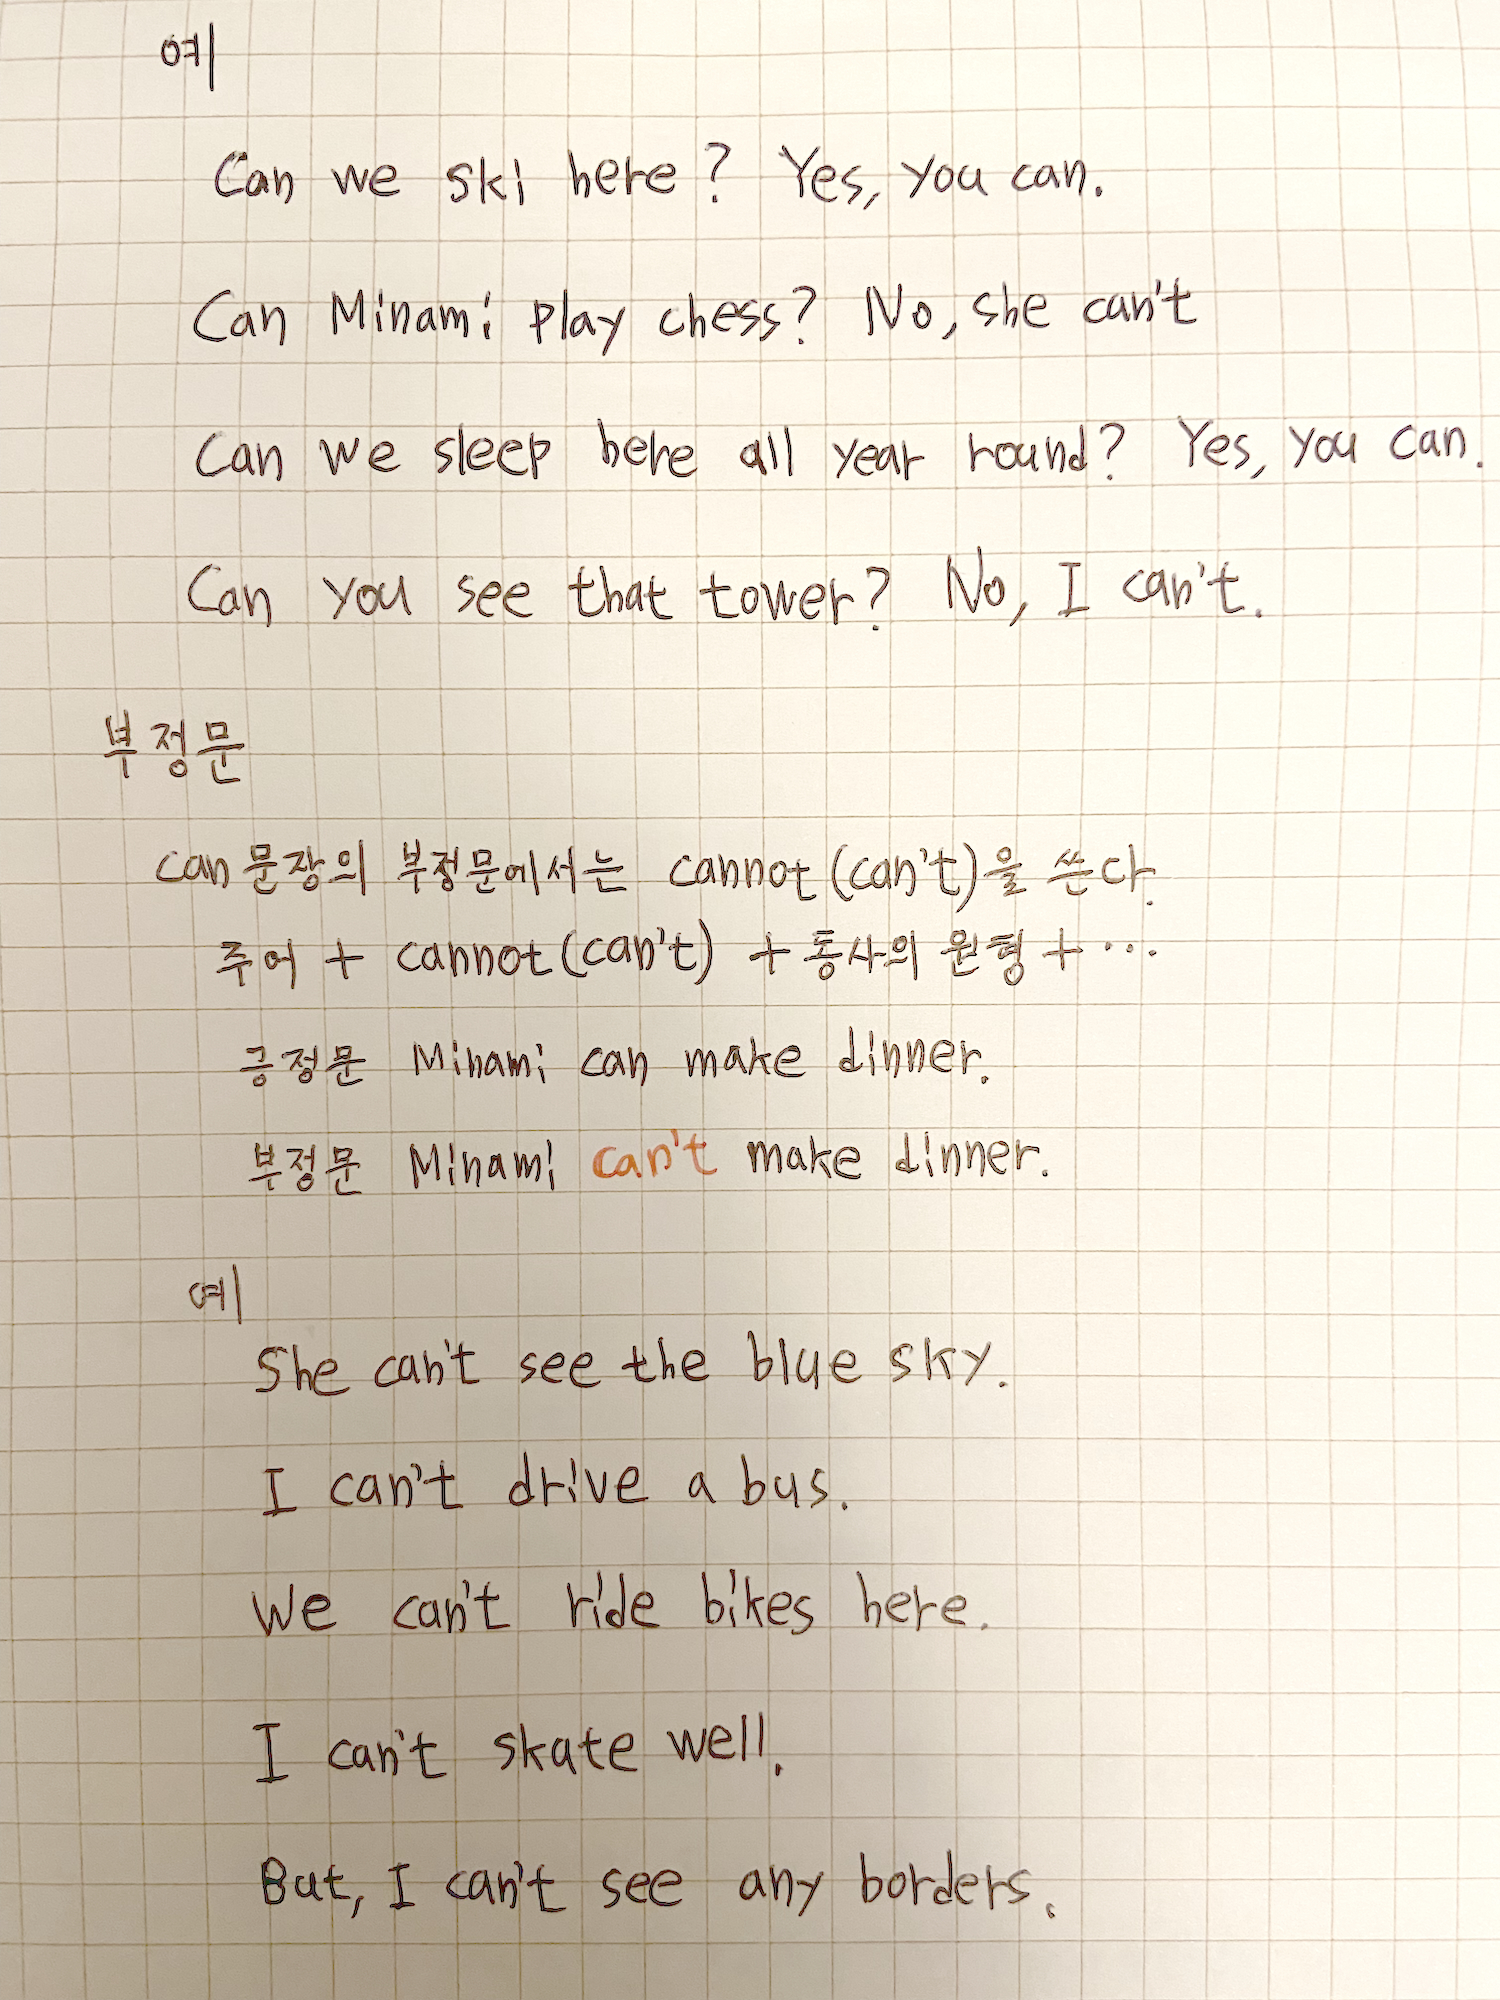 예
Can we ski here? Yes, you can.
Can Minami play chess? No, she can't
Can we sleep here all year round? Yes, you can.
Can you see that tower? No, I can't.
부정문
can 문장의 부정문에서는 cannot (can't)을 쓴다.
주어 + cannot (can't) + 동사의 원형 + ...
긍정문 Minami can make dinner.
부정문 Minami can't make dinner.
예
She can't see the blue sky.
I can't drive a bus.
We can't ride bikes here.
I can't skate well.
But, I can't see any borders.